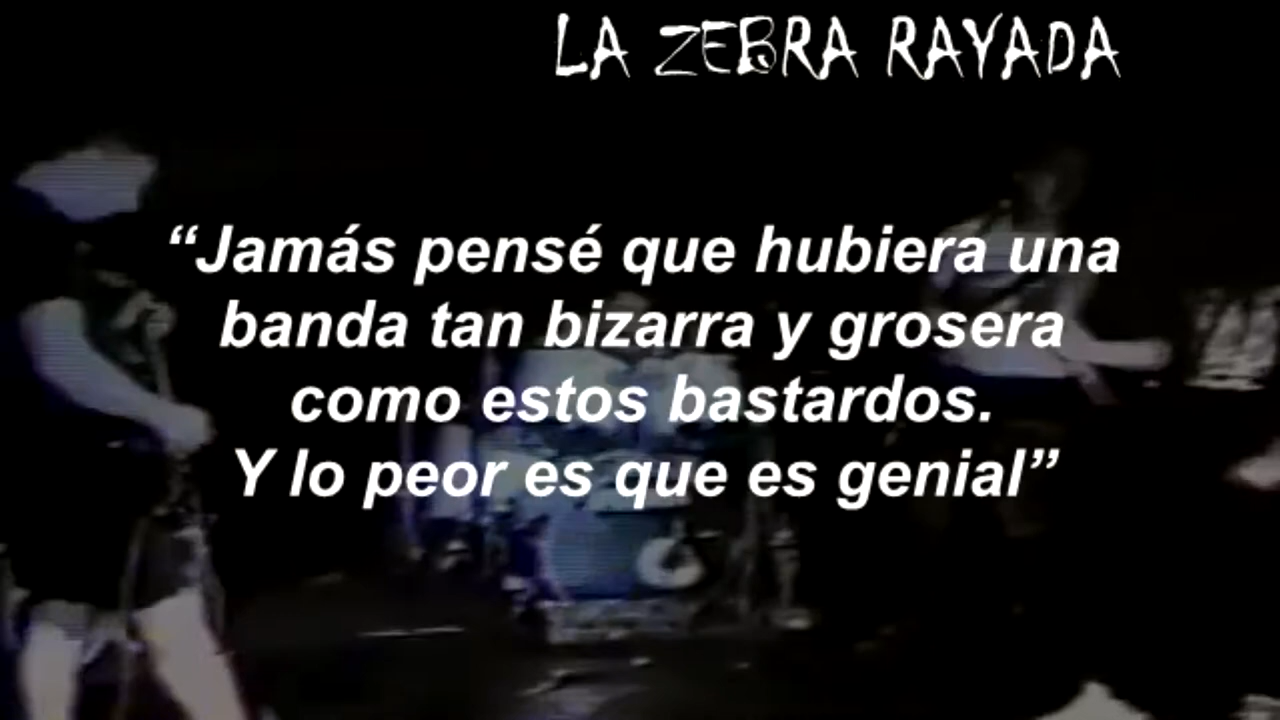 LA ZEBRA RAYADA
“Jamás pensé que hubiera una
banda tan bizarra y grosera
como estos bastardos.
Y lo peor es que es genial”